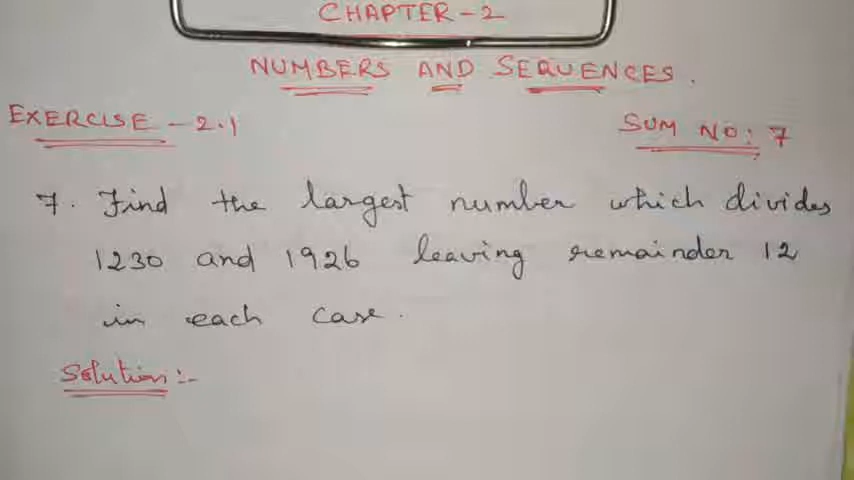 CHAPTER-2
NUMBERS AND SEQUENCES.
EXERCISE - 2.1
SUM NO: 7
7. Find the largest number which divides
1230 and 1926 leaving remainder 12
in each case.
Solution:-